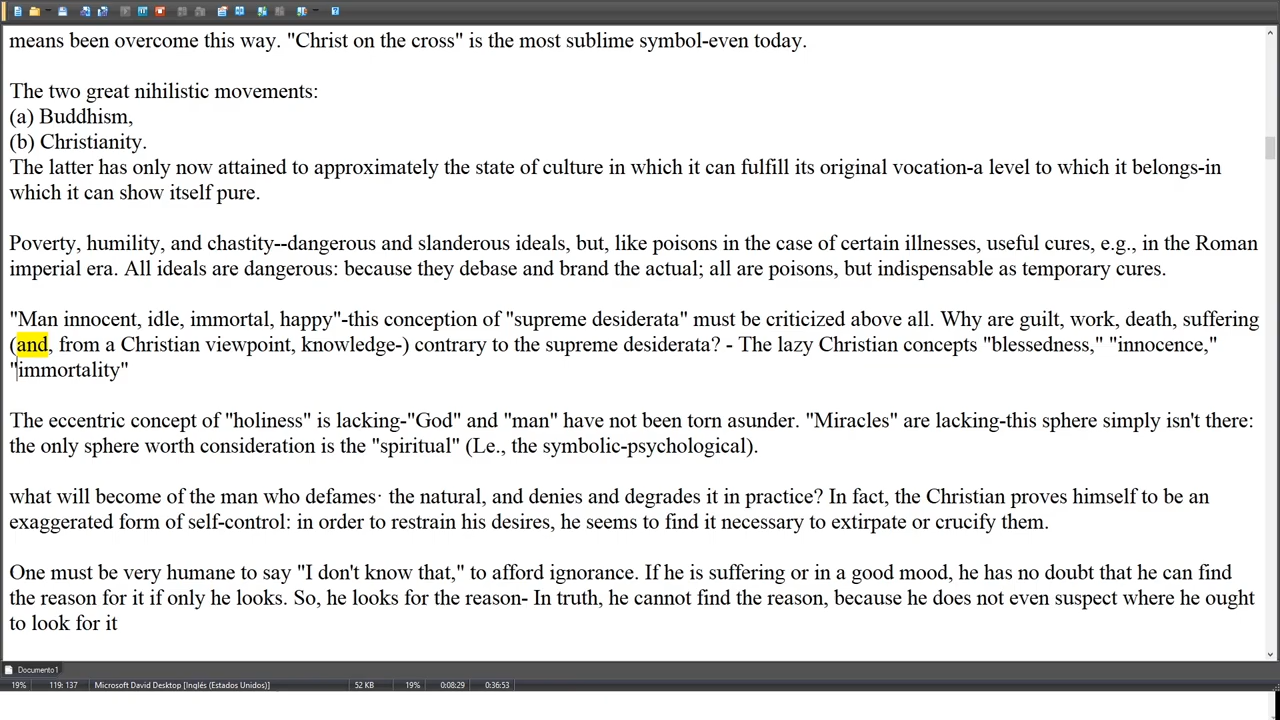 means been overcome this way. "Christ on the cross" is the most sublime symbol-even today.
The two great nihilistic movements:
(a) Buddhism,
(b) Christianity.
The latter has only now attained to approximately the state of culture in which it can fulfill its original vocation-a level to which it belongs-in
which it can show itself pure.
Poverty, humility, and chastity--dangerous and slanderous ideals, but, like poisons in the case of certain illnesses, useful cures, e.g., in the Roman
imperial era. All ideals are dangerous: because they debase and brand the actual; all are poisons, but indispensable as temporary cures.
"Man innocent, idle, immortal, happy"-this conception of "supreme desiderata" must be criticized above all. Why are guilt, work, death, suffering
(and, from a Christian viewpoint, knowledge-) contrary to the supreme desiderata? - The lazy Christian concepts "blessedness," "innocence,"
"immortality"
The eccentric concept of "holiness" is lacking-"God" and "man" have not been torn asunder. "Miracles" are lacking-this sphere simply isn't there:
the only sphere worth consideration is the "spiritual" (Le., the symbolic-psychological).
what will become of the man who defames· the natural, and denies and degrades it in practice? In fact, the Christian proves himself to be an
exaggerated form of self-control: in order to restrain his desires, he seems to find it necessary to extirpate or crucify them.
One must be very humane to say "I don't know that," to afford ignorance. If he is suffering or in a good mood, he has no doubt that he can find
the reason for it if only he looks. So, he looks for the reason- In truth, he cannot find the reason, because he does not even suspect where he ought
to look for it
Documento1
19% 119: 137 Microsoft David Desktop [Inglés (Estados Unidos)] 52 KB 19% 0:08:29 0:36:53